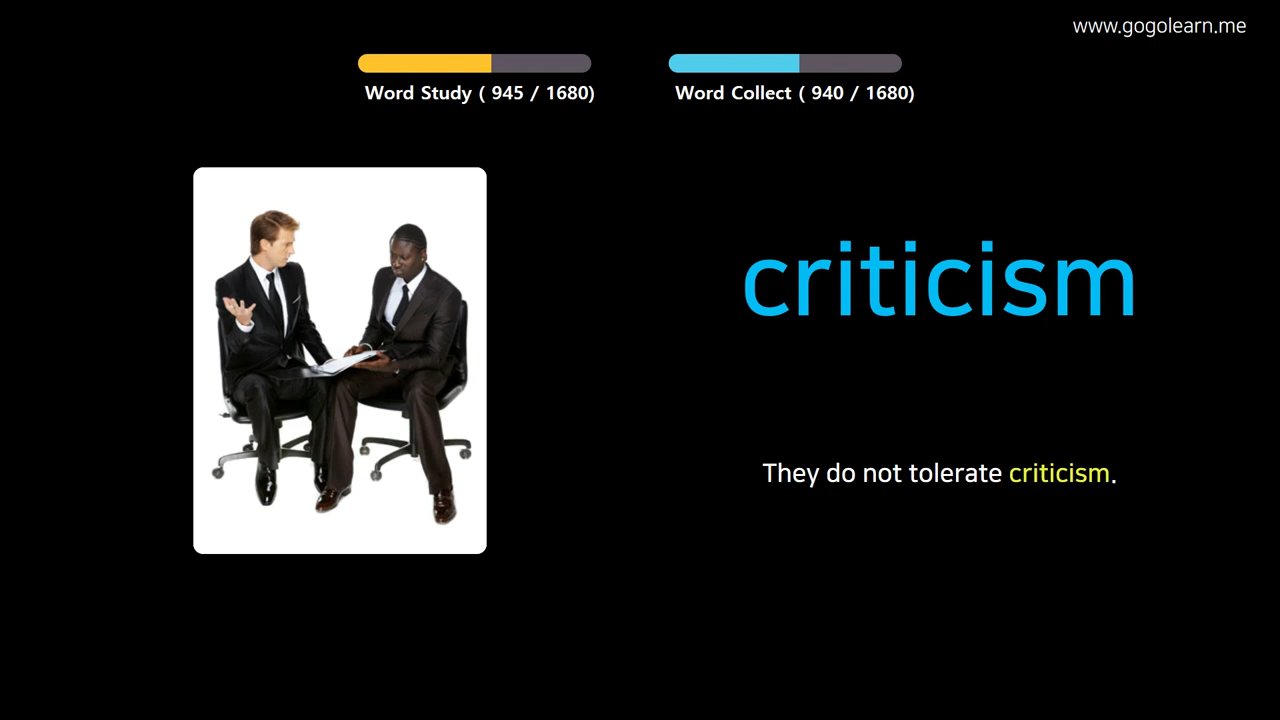 www.gogolearn.me
Word Study ( 945 / 1680)
Word Collect ( 940 / 1680)
criticism
They do not tolerate criticism.